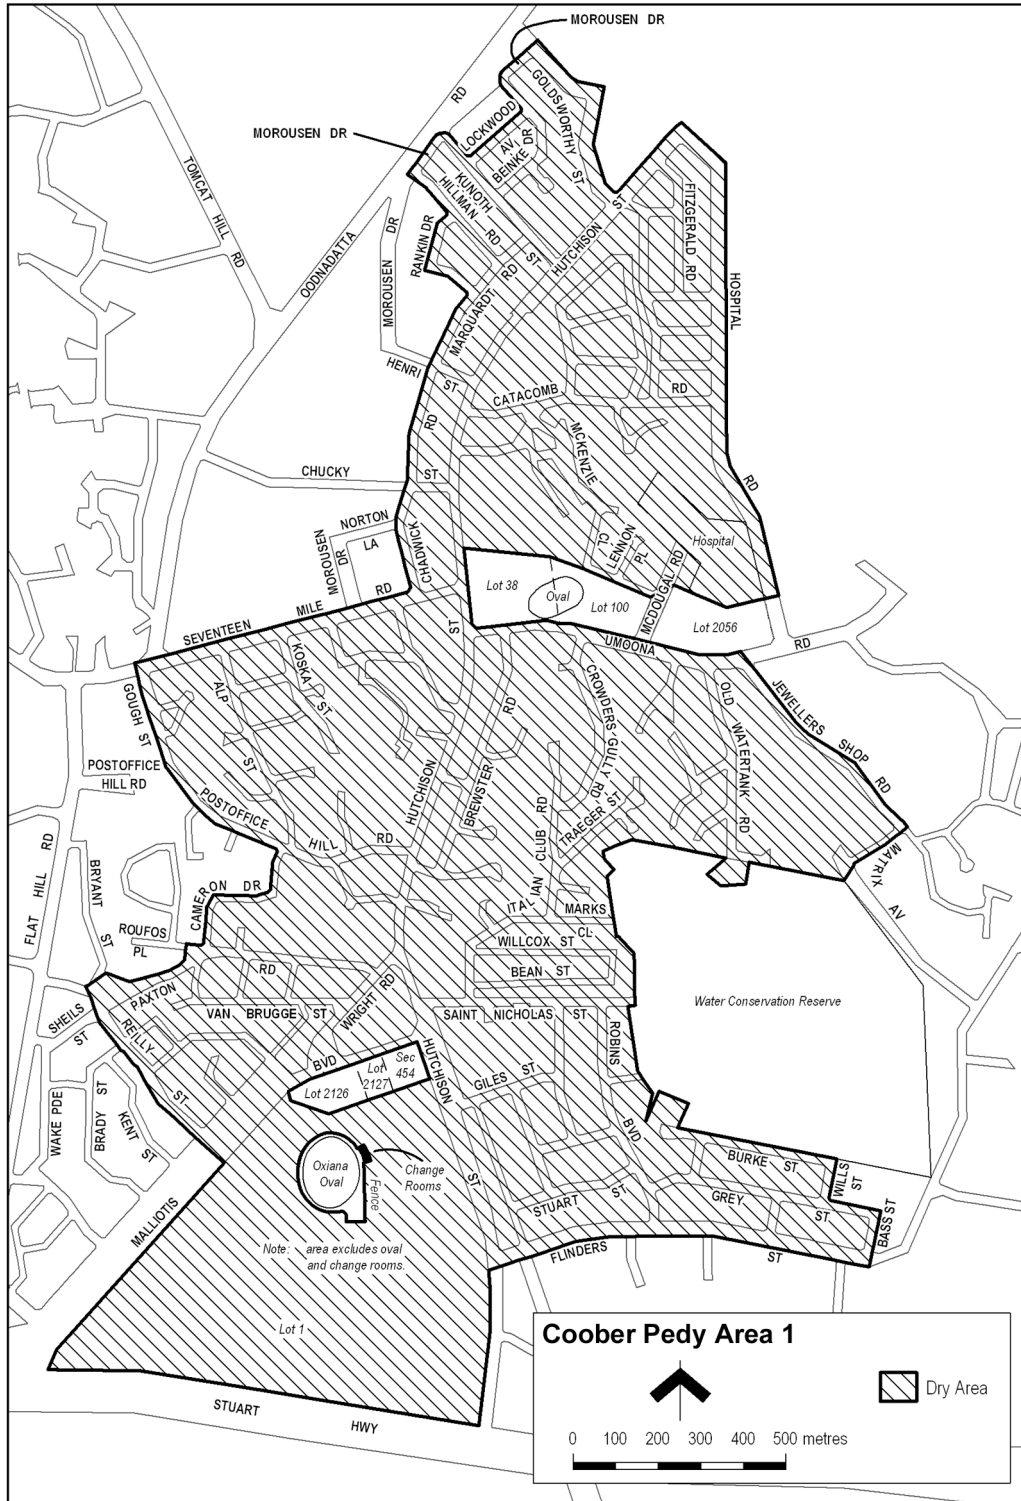 MOROUSEN DR
MOROUSEN DR
GOLDSWORTHY ST
LOCKWOOD
AV
BEINKE DR
RD
TOMCAT HILL RD
OODNADATTA
KUNOTH
HILLMAN
RD
ST
HUTCHISON ST
FITZGERALD RD
HOSPITAL
RANKIN DR
MOROUSEN DR
MARQUARDT RD
HENRI ST
CATACOMB RD
RD
MCKENZIE
CHUCKY ST
RD
NORTON
LA
MOROUSEN DR
CHADWICK
CL
LENNON
PL
Hospital
MCDOUGAL RD
Lot 38
Oval
Lot 100
Lot 2056
SEVENTEEN MILE RD
ST
UMOONA
RD
GOUGH ST
ALP ST
KOSKA ST
CROWDERS GULLY RD
OLD WATERTANK RD
JEWELLERS SHOP RD
POSTOFFICE
HILL RD
POSTOFFICE HILL RD
HUTCHISON
BREWSTER RD
ITALIAN CLUB RD
TRAEGER ST
MATRIX AV
FLAT HILL RD
BRYANT ST
CAMERON DR
ROUFOS
PL
MARKS
CL
WILLCOX ST
BEAN ST
Water Conservation Reserve
PAXTON RD
SHEILS
ST
REILLY ST
VAN BRUGGE ST
WRIGHT RD
SAINT NICHOLAS ST
ROBINS BVD
BVD
HUTCHISON ST
Sec
454
Lot
2127
Lot 2126
GILES ST
WAKE PDE
BRADY ST
KENT ST
Oxiana
Oval
Change
Rooms
Fence
BURKE ST
WILLS
ST
GREY ST
BASS ST
STUART ST
FLINDERS ST
MALLIOTIS
Note: area excludes oval
and change rooms.
Lot 1
STUART HWY
Coober Pedy Area 1
Dry Area
0 100 200 300 400 500 metres